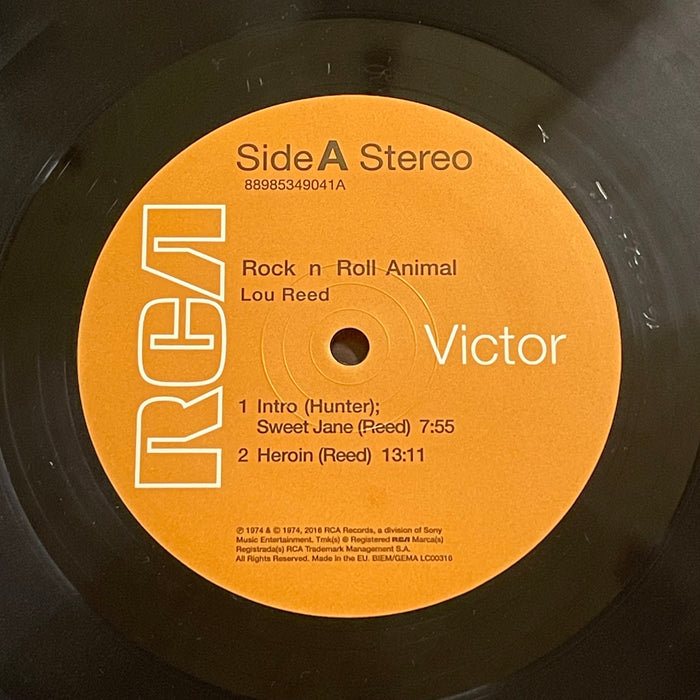 Side A Stereo
88985349041A
RCA
Rock n Roll Animal
Lou Reed
Victor
1 Intro (Hunter);
Sweet Jane (Reed) 7:55
2 Heroin (Reed) 13:11
℗ 1974 & © 1974, 2016 RCA Records, a division of Sony
Music Entertainment. Tmk(s) ® Registered RCA Marca(s)
Registrada(s) RCA Trademark Management S.A.
All Rights Reserved. Made in the EU. BIEM/GEMA LC00316